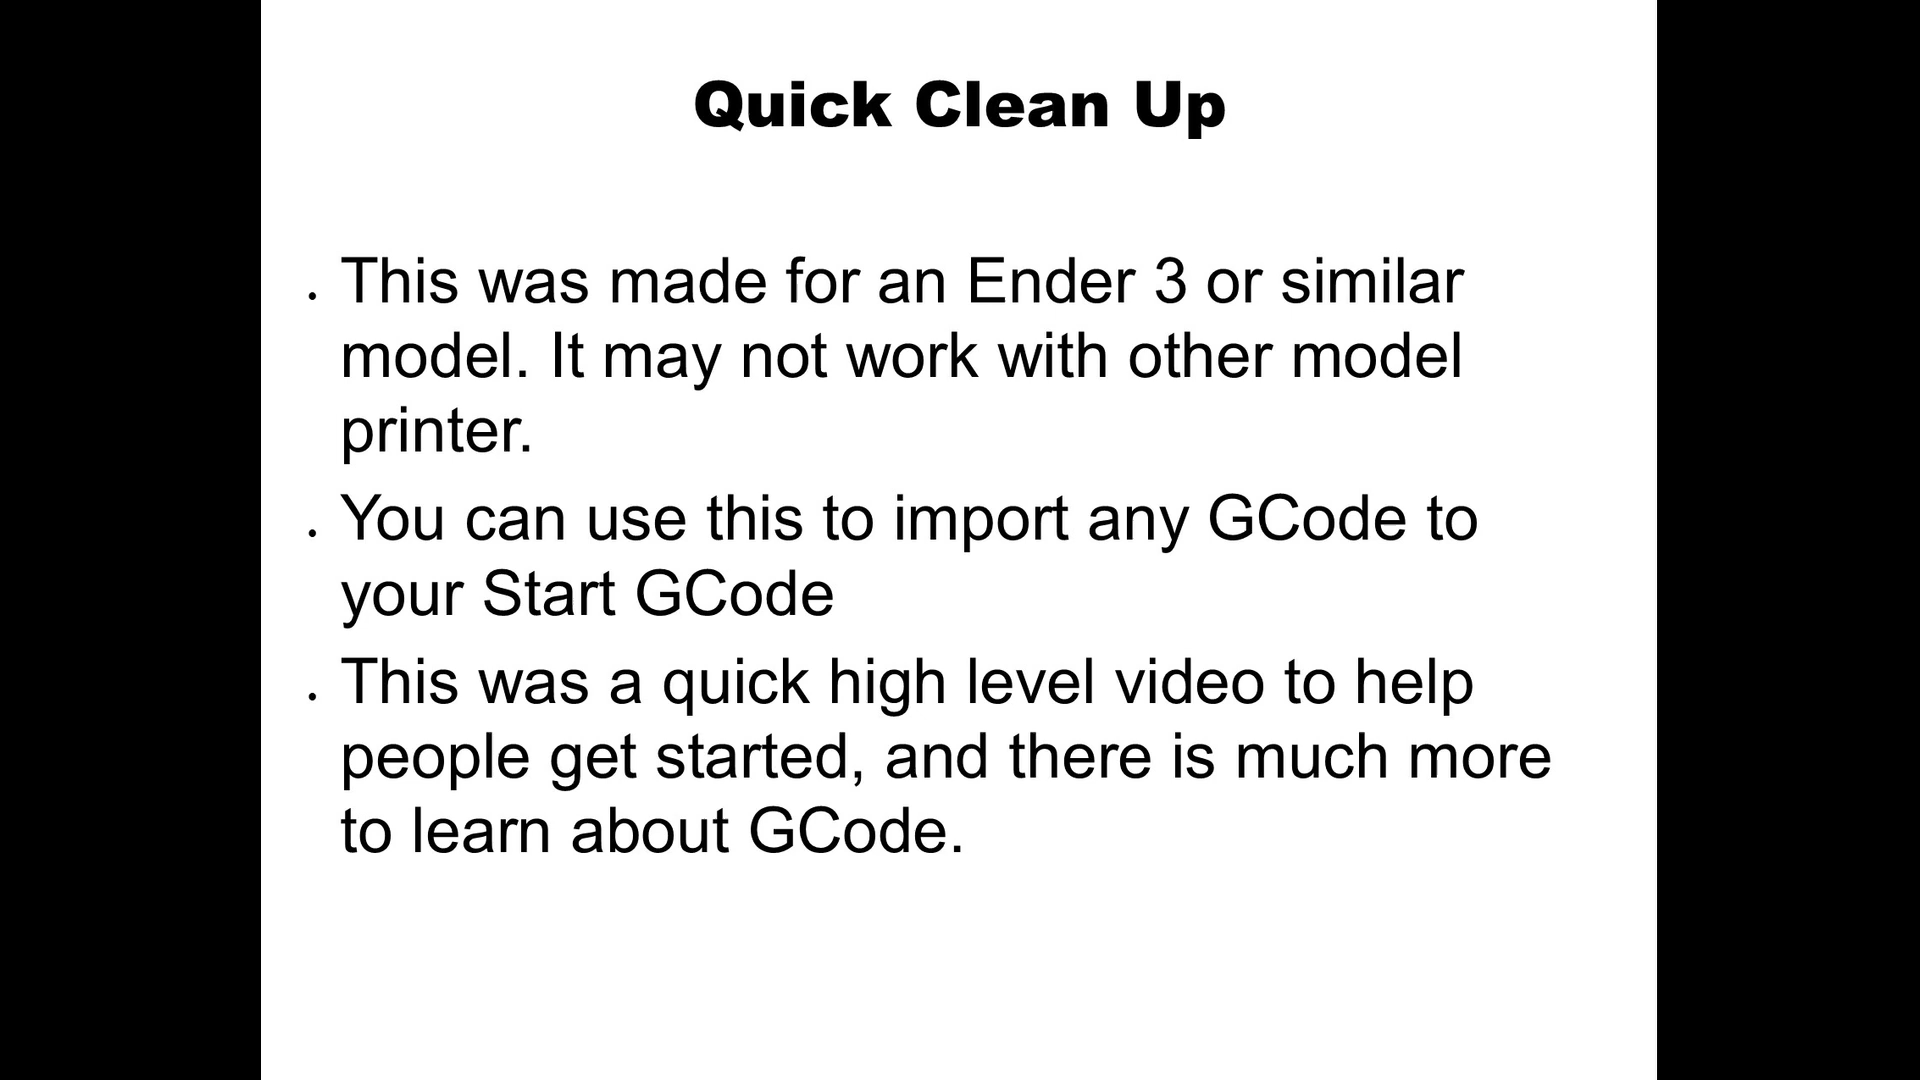 Quick Clean Up
• This was made for an Ender 3 or similar
model. It may not work with other model
printer.
• You can use this to import any GCode to
your Start GCode
• This was a quick high level video to help
people get started, and there is much more
to learn about GCode.